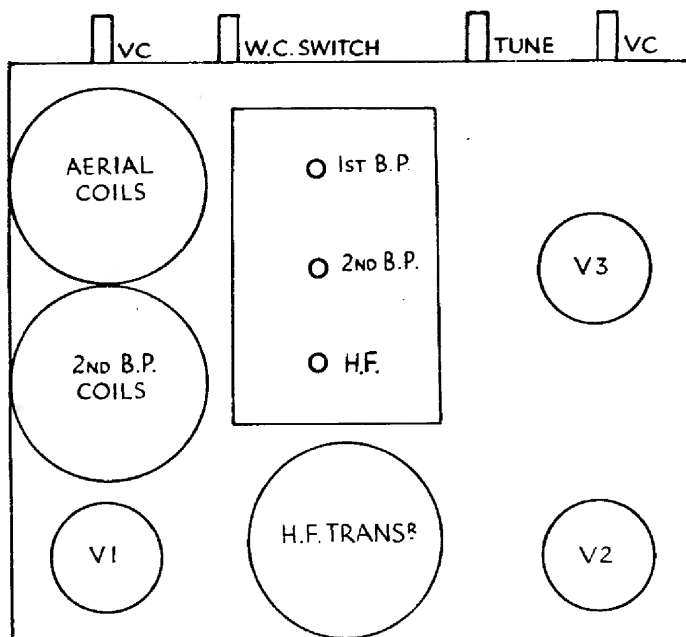 VC
W.C. SWITCH
TUNE
VC
AERIAL
COILS
1ST B.P.
2ND B.P.
H.F.
V3
2ND B.P.
COILS
V1
H.F. TRANSR
V2